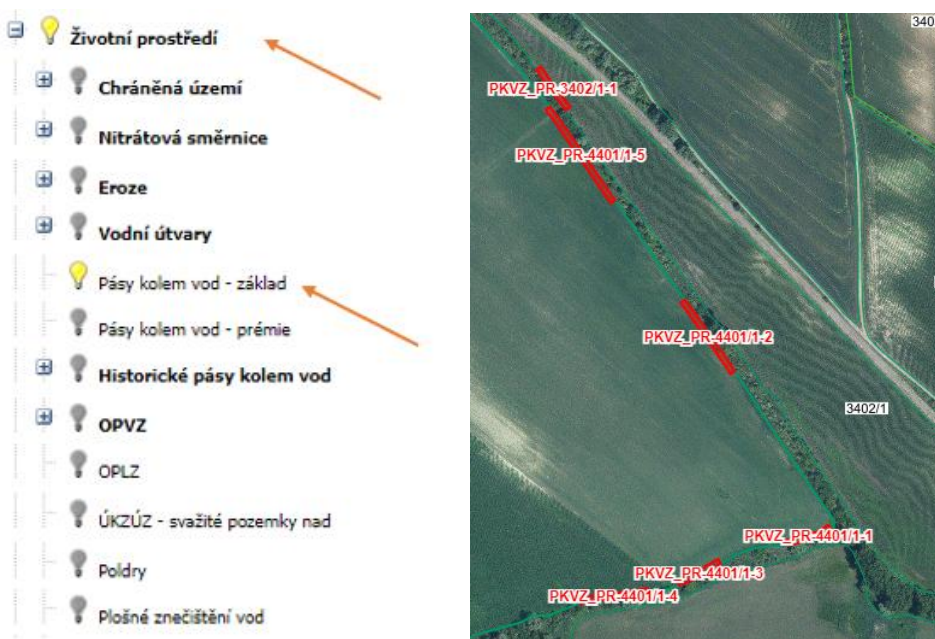 Životní prostředí
Chráněná území
Nitrátová směrnice
Eroze
Vodní útvary
Pásy kolem vod - základ
Pásy kolem vod - prémie
Historické pásy kolem vod
OPVZ
OPLZ
ÚKZÚZ - svažité pozemky nad
Poldry
Plošné znečištění vod
340
PKVZ_PR-3402/1-1
PKVZ_PR-4401/1-5
PKVZ_PR-4401/1-2
3402/1
PKVZ_PR-4401/1-1
PKVZ_PR-4401/1-3
PKVZ_PR-4401/1-4